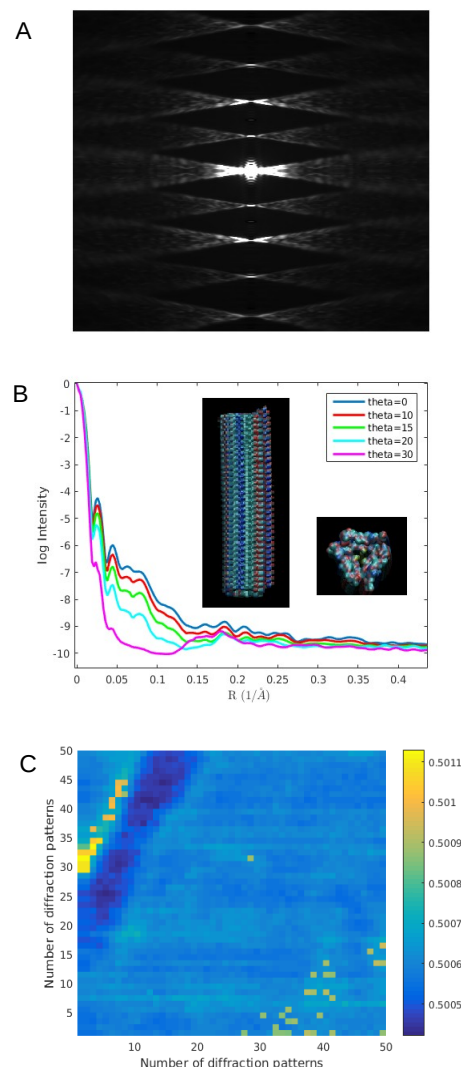 A
B
0
-1
-2
-3
-4
-5
-6
-7
-8
-9
-10
log Intensity
theta=0
theta=10
theta=15
theta=20
theta=30
0 0.05 0.1 0.15 0.2 0.25 0.3 0.35 0.4
R (1/Å)
C
50
45
40
35
30
25
20
15
10
5
Number of diffraction patterns
10 20 30 40 50
Number of diffraction patterns
0.5011
0.501
0.5009
0.5008
0.5007
0.5006
0.5005